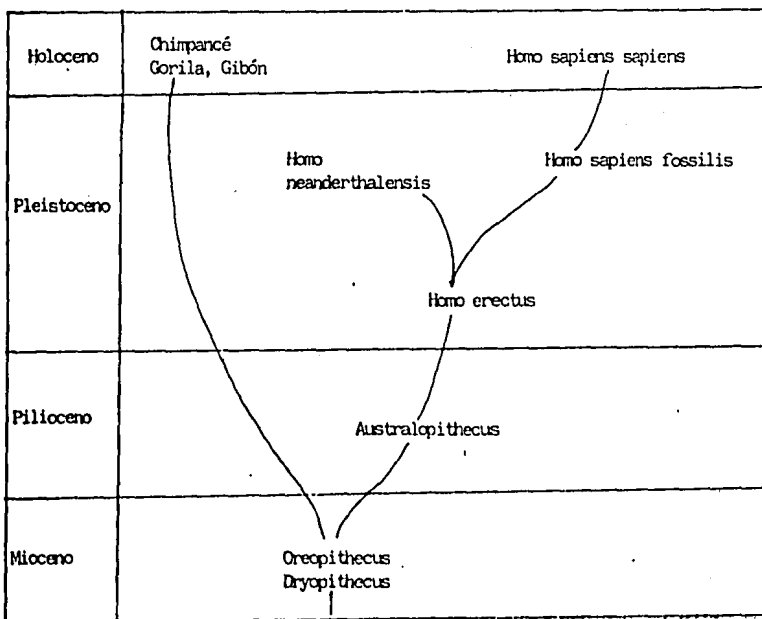 Holoceno
Chimpancé
Gorila, Gibón
Homo sapiens sapiens
Pleistoceno
Homo
neanderthalensis
Homo sapiens fossilis
Homo erectus
Pilioceno
Australopithecus
Mioceno
Oreopithecus
Dryopithecus